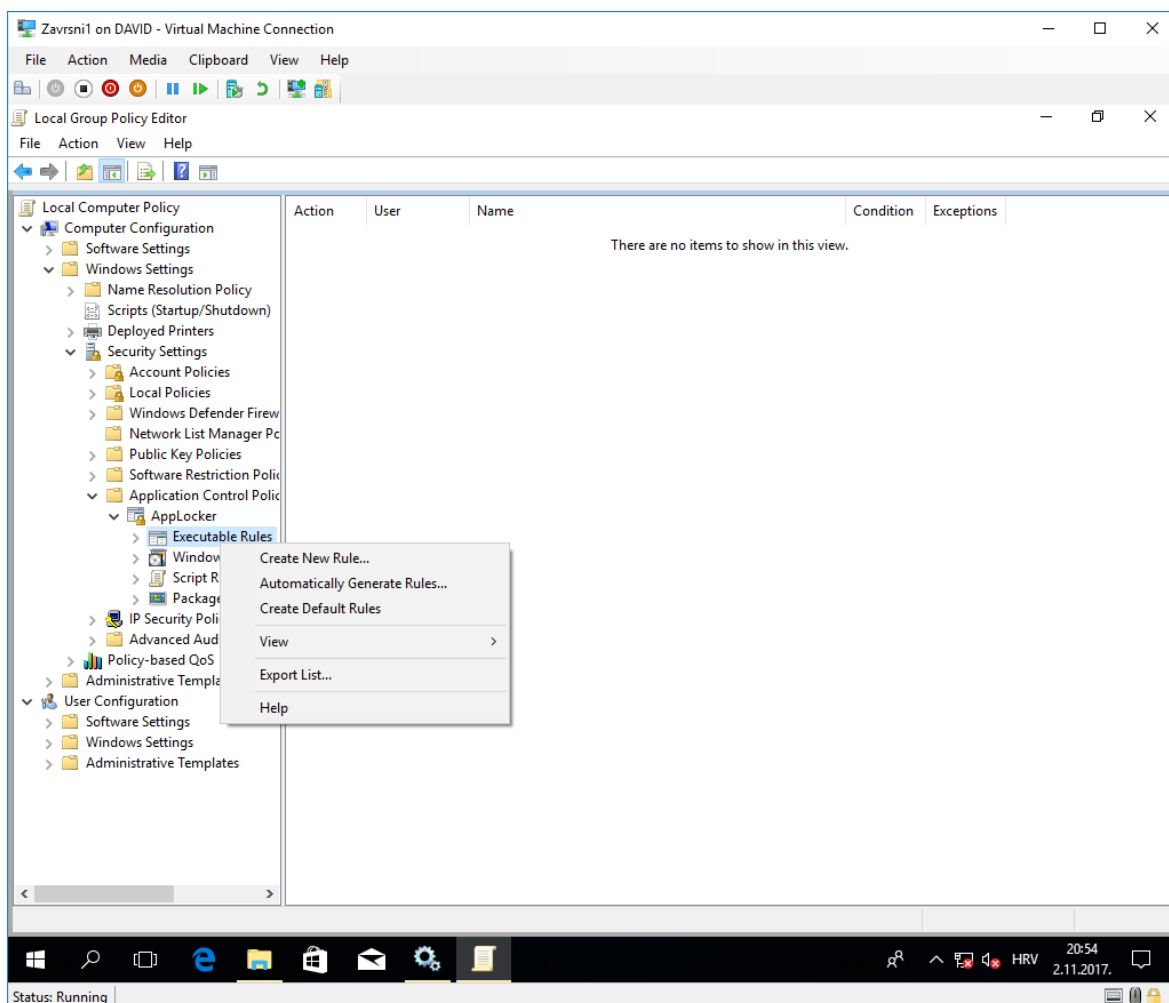 Zavrsni1 on DAVID - Virtual Machine Connection
File Action Media Clipboard View Help
Local Group Policy Editor
File Action View Help
Local Computer Policy
Computer Configuration
Software Settings
Windows Settings
Name Resolution Policy
Scripts (Startup/Shutdown)
Deployed Printers
Security Settings
Account Policies
Local Policies
Windows Defender Firew
Network List Manager Pc
Public Key Policies
Software Restriction Polic
Application Control Polic
AppLocker
Executable Rules
Window
Script R
Package
IP Security Poli
Advanced Aud
Policy-based QoS
Administrative Templa
User Configuration
Software Settings
Windows Settings
Administrative Templates
Action User Name Condition Exceptions
There are no items to show in this view.
Create New Rule...
Automatically Generate Rules...
Create Default Rules
View
Export List...
Help
HRV
20:54
2.11.2017.
Status: Running